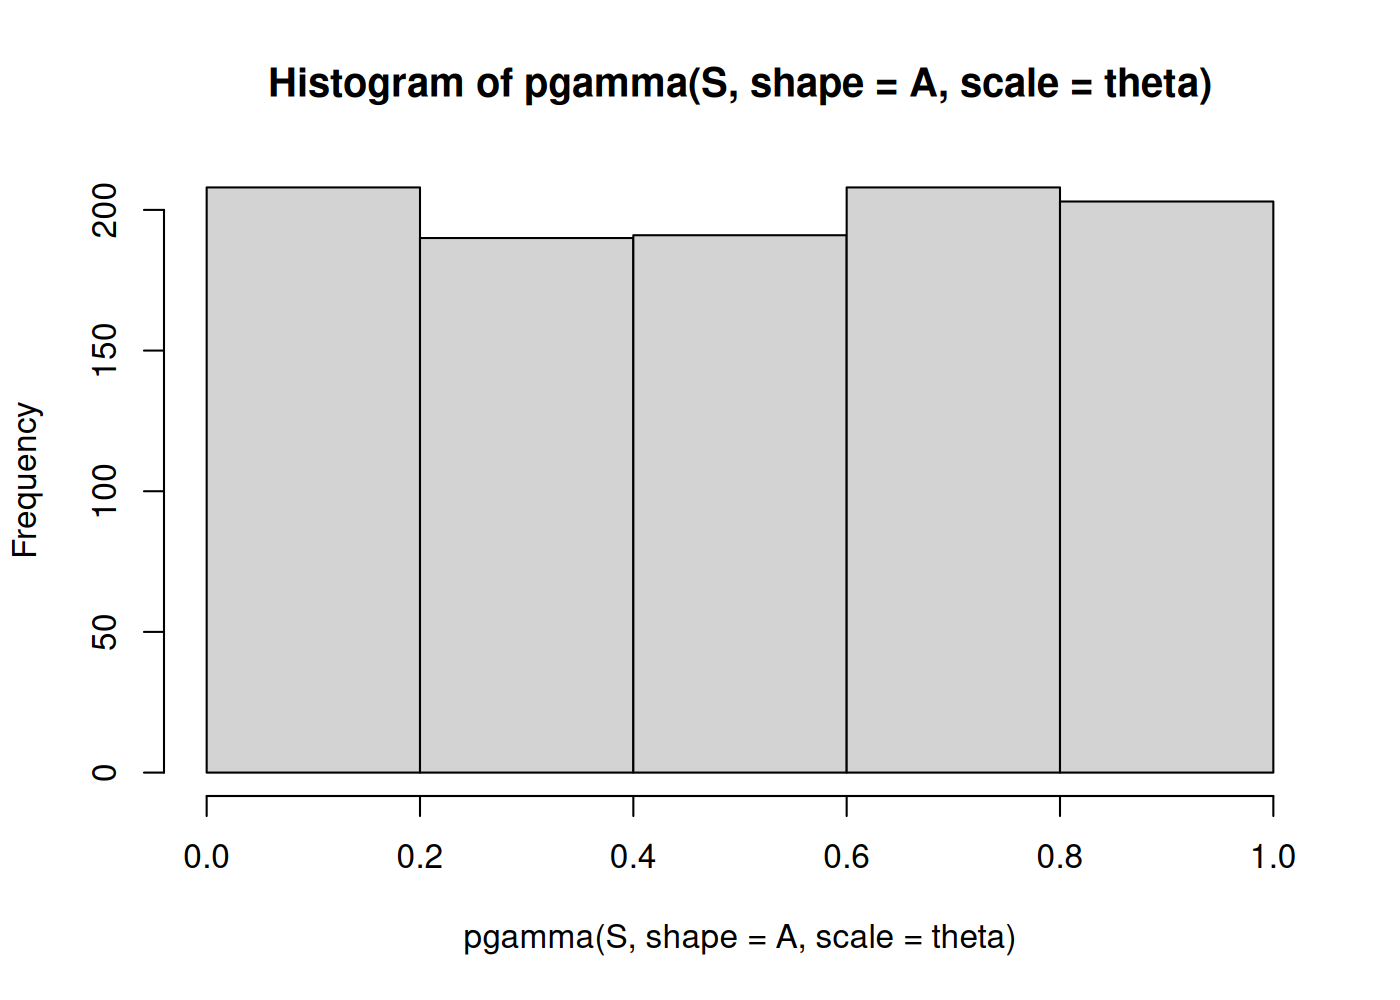 Histogram of pgamma(S, shape = A, scale = theta)
Frequency
200
150
100
50
0
0.0 0.2 0.4 0.6 0.8 1.0
pgamma(S, shape = A, scale = theta)